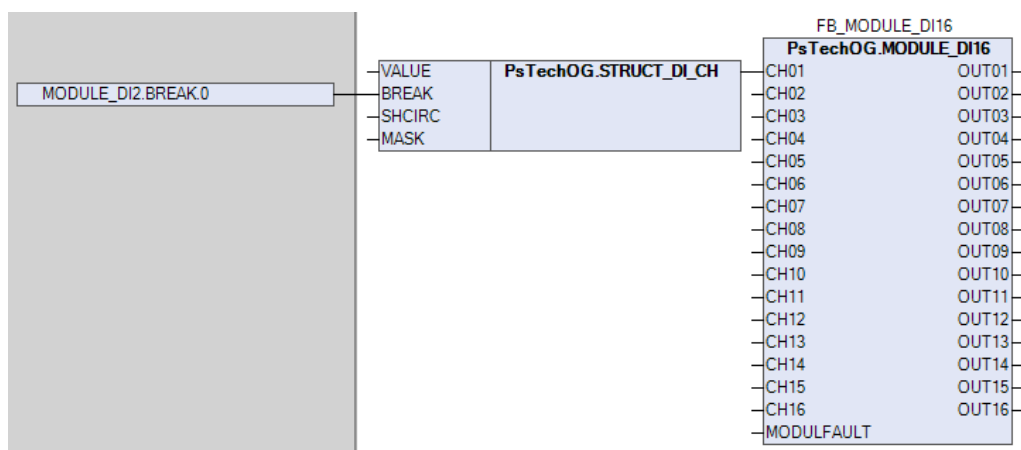 FB_MODULE_DI16
PsTechOG.MODULE_DI16
VALUE PsTechOG.STRUCT_DI_CH CH01 OUT01
MODULE_DI2.BREAK.0 BREAK CH02 OUT02
SHCIRC CH03 OUT03
MASK CH04 OUT04
CH05 OUT05
CH06 OUT06
CH07 OUT07
CH08 OUT08
CH09 OUT09
CH10 OUT10
CH11 OUT11
CH12 OUT12
CH13 OUT13
CH14 OUT14
CH15 OUT15
CH16 OUT16
MODULFAULT